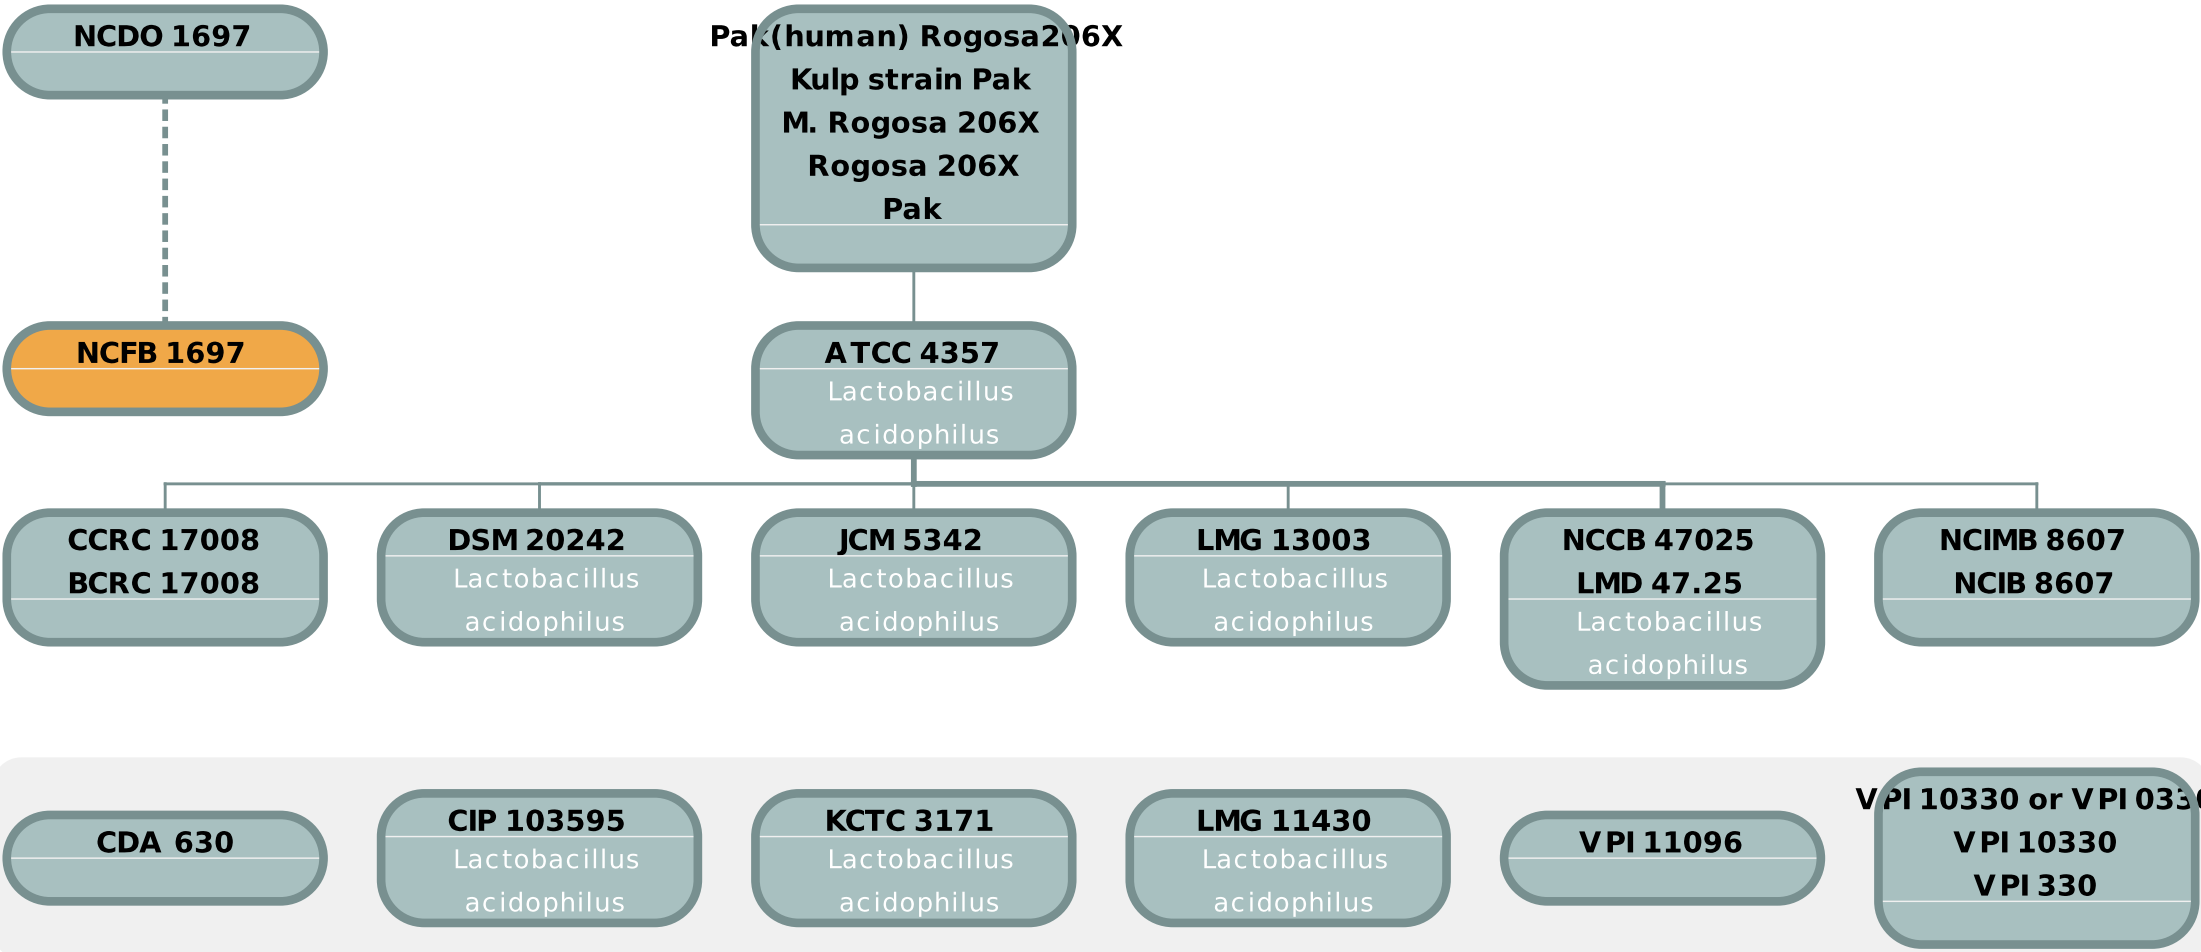 NCDO 1697
Pak(human) Rogosa206X
Kulp strain Pak
M. Rogosa 206X
Rogosa 206X
Pak
NCFB 1697
ATCC 4357
Lactobacillus
acidophilus
CCRC 17008
BCRC 17008
DSM 20242
Lactobacillus
acidophilus
JCM 5342
Lactobacillus
acidophilus
LMG 13003
Lactobacillus
acidophilus
NCCB 47025
LMD 47.25
Lactobacillus
acidophilus
NCIMB 8607
NCIB 8607
CDA 630
CIP 103595
Lactobacillus
acidophilus
KCTC 3171
Lactobacillus
acidophilus
LMG 11430
Lactobacillus
acidophilus
VPI 11096
VPI 10330 or VPI 0330
VPI 10330
VPI 330